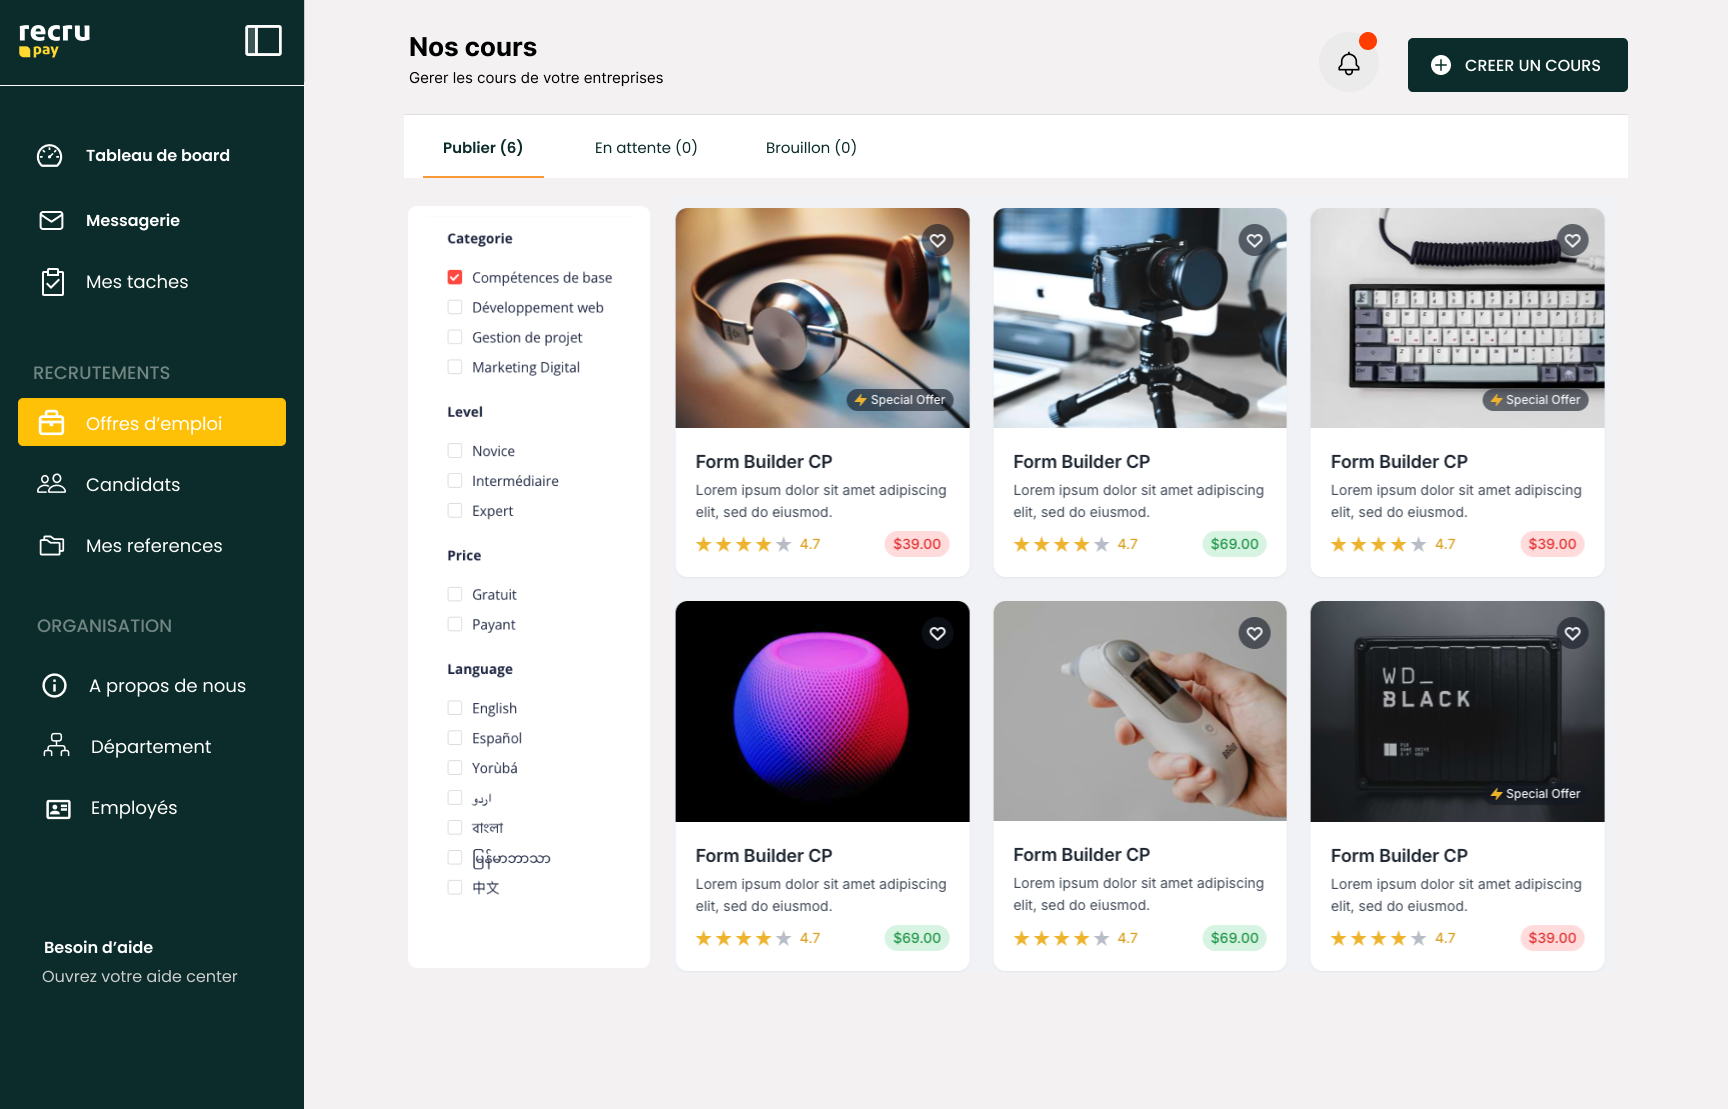 recru
pay
Tableau de board
Messagerie
Mes taches
RECRUTEMENTS
Offres d’emploi
Candidats
Mes references
ORGANISATION
A propos de nous
Département
Employés
Besoin d’aide
Ouvrez votre aide center
Nos cours
Gerer les cours de votre entreprises
CREER UN COURS
Publier (6)
En attente (0)
Brouillon (0)
Categorie
Compétences de base
Développement web
Gestion de projet
Marketing Digital
Level
Novice
Intermédiaire
Expert
Price
Gratuit
Payant
Language
English
Español
Yorùbá
اردو
বাংলা
မြန်မာဘာသာ
中文
Special Offer
Form Builder CP
Lorem ipsum dolor sit amet adipiscing
elit, sed do eiusmod.
4.7
$39.00
Form Builder CP
Lorem ipsum dolor sit amet adipiscing
elit, sed do eiusmod.
4.7
$69.00
Special Offer
Form Builder CP
Lorem ipsum dolor sit amet adipiscing
elit, sed do eiusmod.
4.7
$39.00
Form Builder CP
Lorem ipsum dolor sit amet adipiscing
elit, sed do eiusmod.
4.7
$69.00
BRAUN
Form Builder CP
Lorem ipsum dolor sit amet adipiscing
elit, sed do eiusmod.
4.7
$69.00
WD_
BLACK
P10
GAME DRIVE
Special Offer
Form Builder CP
Lorem ipsum dolor sit amet adipiscing
elit, sed do eiusmod.
4.7
$39.00